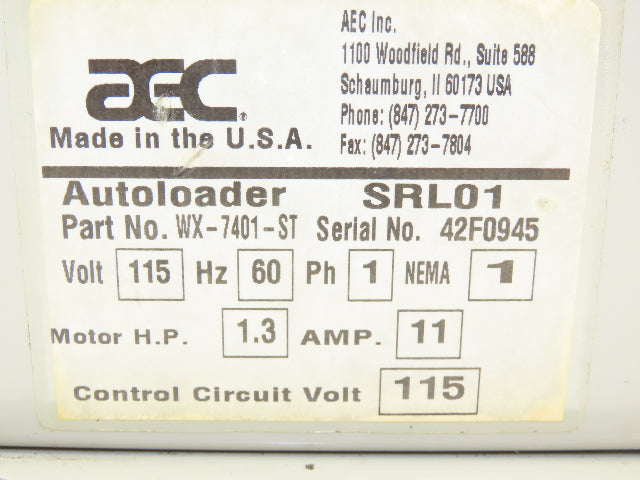 AEC
Made in the U.S.A.
AEC Inc.
1100 Woodfield Rd., Suite 588
Schaumburg, Il 60173 USA
Phone: (847) 273-7700
Fax: (847) 273-7804
Autoloader SRL01
Part No. WX-7401-ST Serial No. 42F0945
Volt 115 Hz 60 Ph 1 NEMA 1
Motor H.P. 1.3 AMP. 11
Control Circuit Volt 115